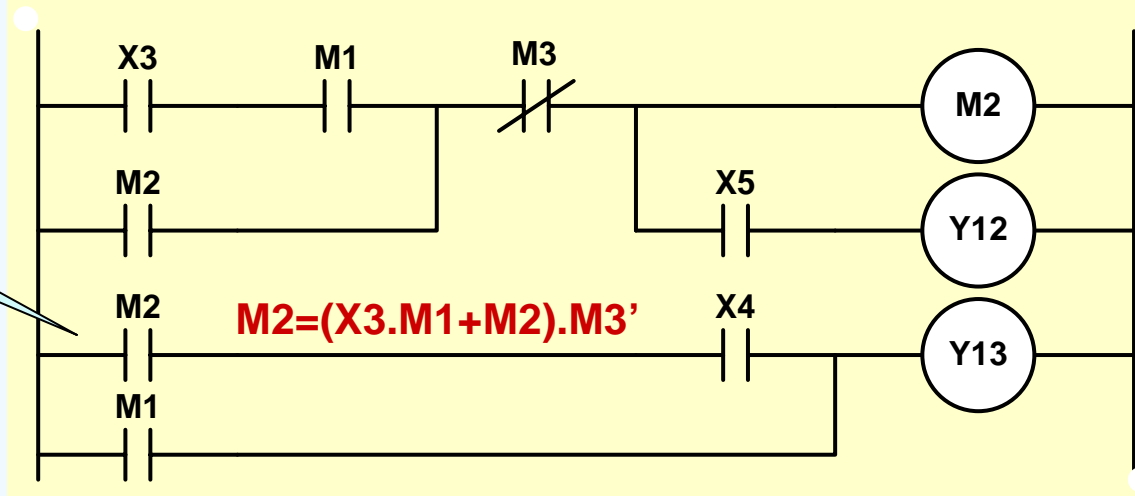 X3 M1 M3
M2
M2 X5
Y12
M2 M2=(X3.M1+M2).M3’ X4
Y13
M1